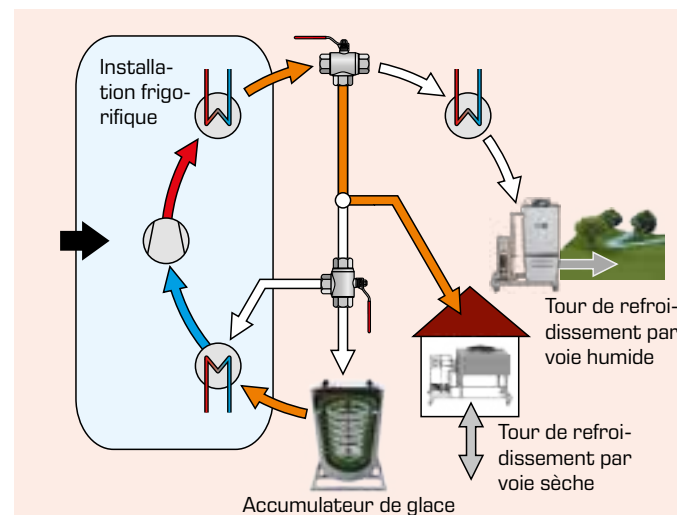 Installa-
tion frigo-
rifique
Tour de refroi-
dissement par
voie humide
Tour de refroi-
dissement par
voie sèche
Accumulateur de glace